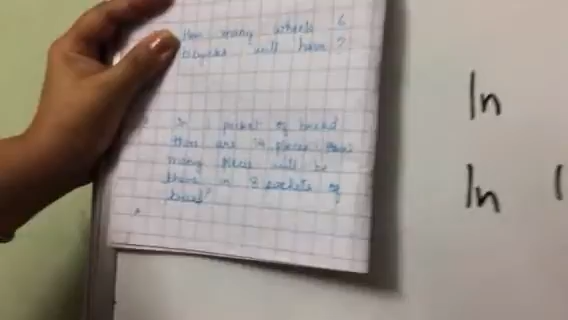 How many wheels 6
bicycles will have?
In packet of bread
there are 14 pieces. How
many pieces will be
there in 8 packets of
bread?
In
In